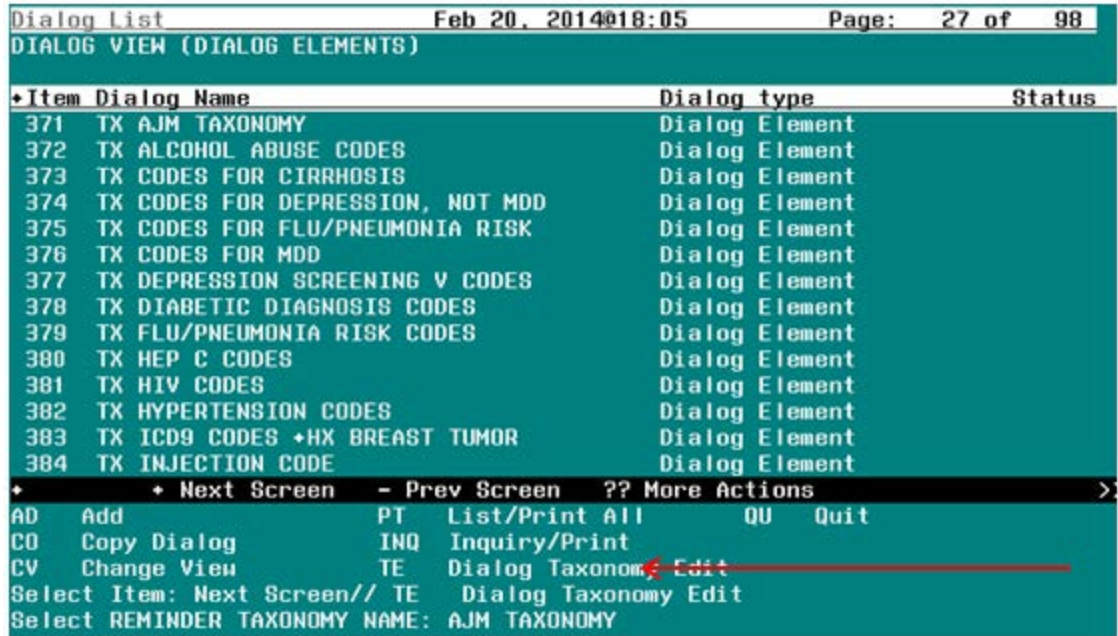 Dialog List Feb 20, 2014@18:05 Page: 27 of 98
DIALOG VIEW (DIALOG ELEMENTS)
+Item Dialog Name Dialog type Status
371 TX AJM TAXONOMY Dialog Element
372 TX ALCOHOL ABUSE CODES Dialog Element
373 TX CODES FOR CIRRHOSIS Dialog Element
374 TX CODES FOR DEPRESSION, NOT MDD Dialog Element
375 TX CODES FOR FLU/PNEUMONIA RISK Dialog Element
376 TX CODES FOR MDD Dialog Element
377 TX DEPRESSION SCREENING V CODES Dialog Element
378 TX DIABETIC DIAGNOSIS CODES Dialog Element
379 TX FLU/PNEUMONIA RISK CODES Dialog Element
380 TX HEP C CODES Dialog Element
381 TX HIV CODES Dialog Element
382 TX HYPERTENSION CODES Dialog Element
383 TX ICD9 CODES +HX BREAST TUMOR Dialog Element
384 TX INJECTION CODE Dialog Element
+ + Next Screen - Prev Screen ?? More Actions >>
AD Add PT List/Print All QU Quit
CO Copy Dialog INQ Inquiry/Print
CV Change View TE Dialog Taxonomy Edit
Select Item: Next Screen// TE Dialog Taxonomy Edit
Select REMINDER TAXONOMY NAME: AJM TAXONOMY